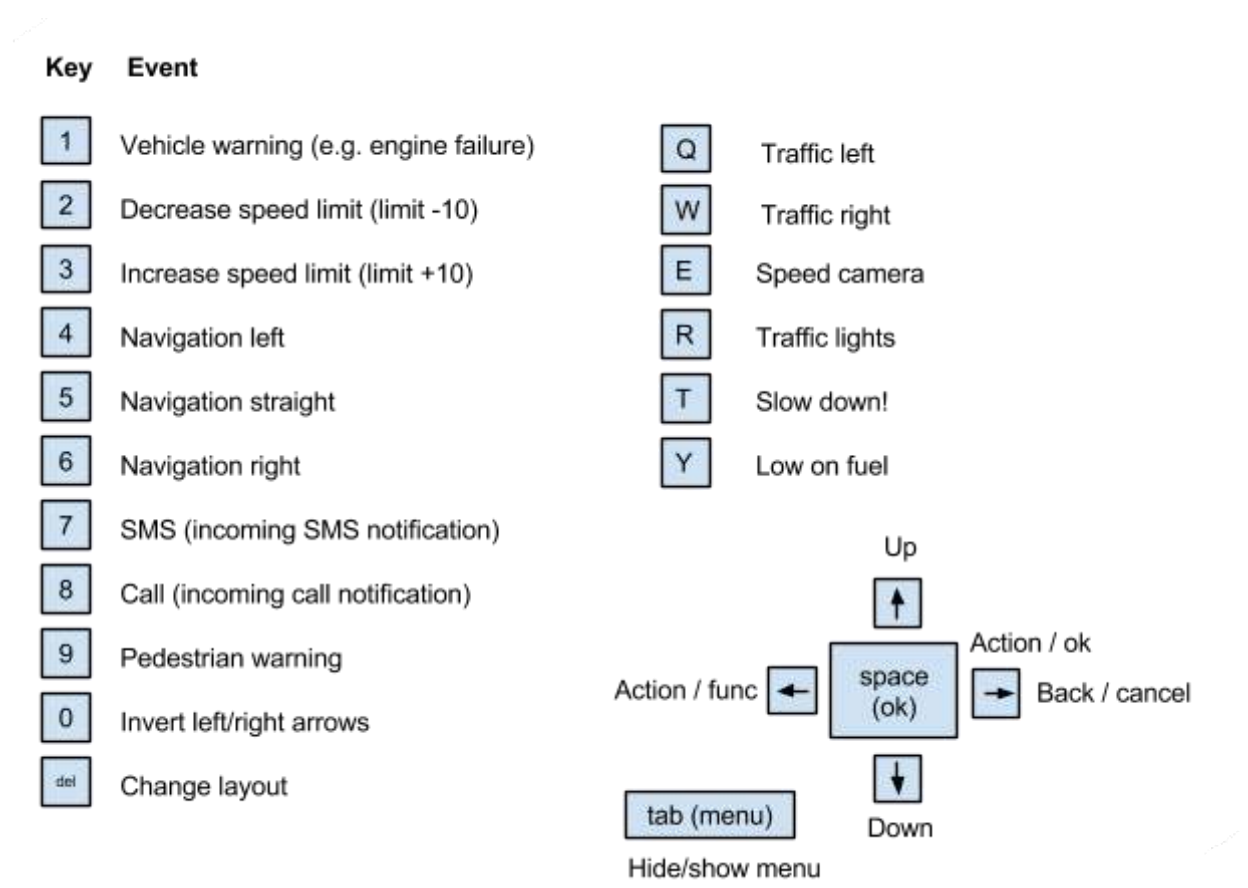 Key Event
1 Vehicle warning (e.g. engine failure)
2 Decrease speed limit (limit -10)
3 Increase speed limit (limit +10)
4 Navigation left
5 Navigation straight
6 Navigation right
7 SMS (incoming SMS notification)
8 Call (incoming call notification)
9 Pedestrian warning
0 Invert left/right arrows
del Change layout
Q Traffic left
W Traffic right
E Speed camera
R Traffic lights
T Slow down!
Y Low on fuel
Up
Action / ok
Action / func
space
(ok)
Back / cancel
Down
tab (menu)
Hide/show menu